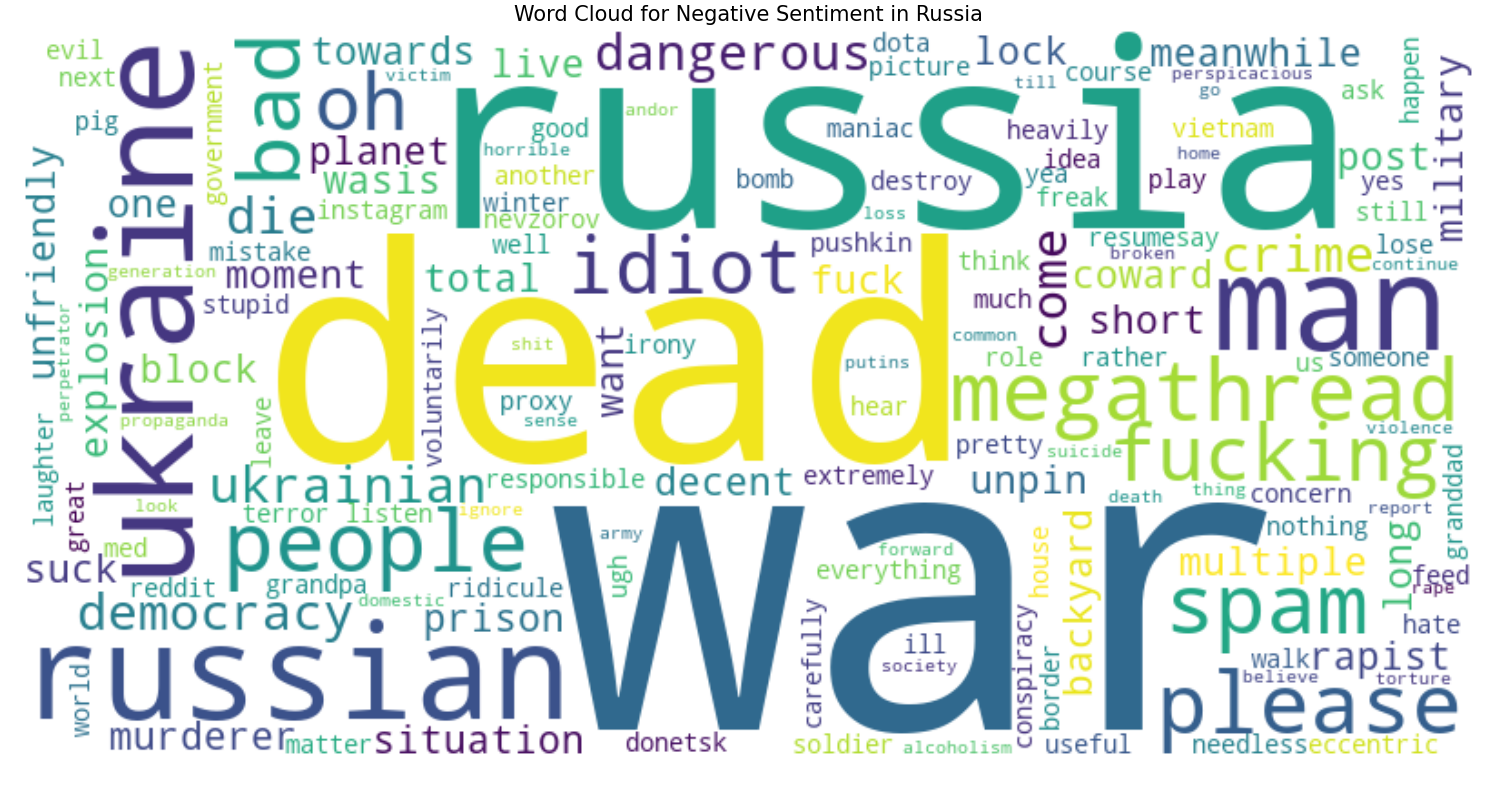 Word Cloud for Negative Sentiment in Russia
evil
next
pig
ukraine
government
bad
towards
victim
oh
live
dangerous
dota
picture
lock
till
course
meanwhile
perspicacious
go
ask
happen
military
russia
andor
good
horrible
planet
wasis
another
maniac
heavily
vietnam
idea
home
post
bomb
destroy
yea
freak
play
yes
one
die
instagram
winter
nevzorov
loss
still
unfriendly
explosion
mistake
generation
moment
stupid
well
total
idiot
pushkin
fuck
think
much
come
resumesay
broken
coward
crime
lose
continue
man
short
dead
perpetrator
block
propaganda
leave
voluntarily
shit
want
irony
proxy
sense
putins
hear
common
role
rather
us
someone
megathread
violence
fucking
pretty
suicide
laughter
great
look
ukrainian
responsible
decent
extremely
unpin
death
thing
concern
report
granddad
terror
listen
ignore
people
med
suck
reddit
grandpa
ridicule
domestic
democracy
prison
war
army
ugh
forward
everything
house
backyard
nothing
multiple
long
feed
rape
spam
hate
russian
world
murderer
matter
situation
donetsk
carefully
ill
society
conspiracy
border
walk
rapist
believe
torture
please
soldier
alcoholism
useful
needless
eccentric